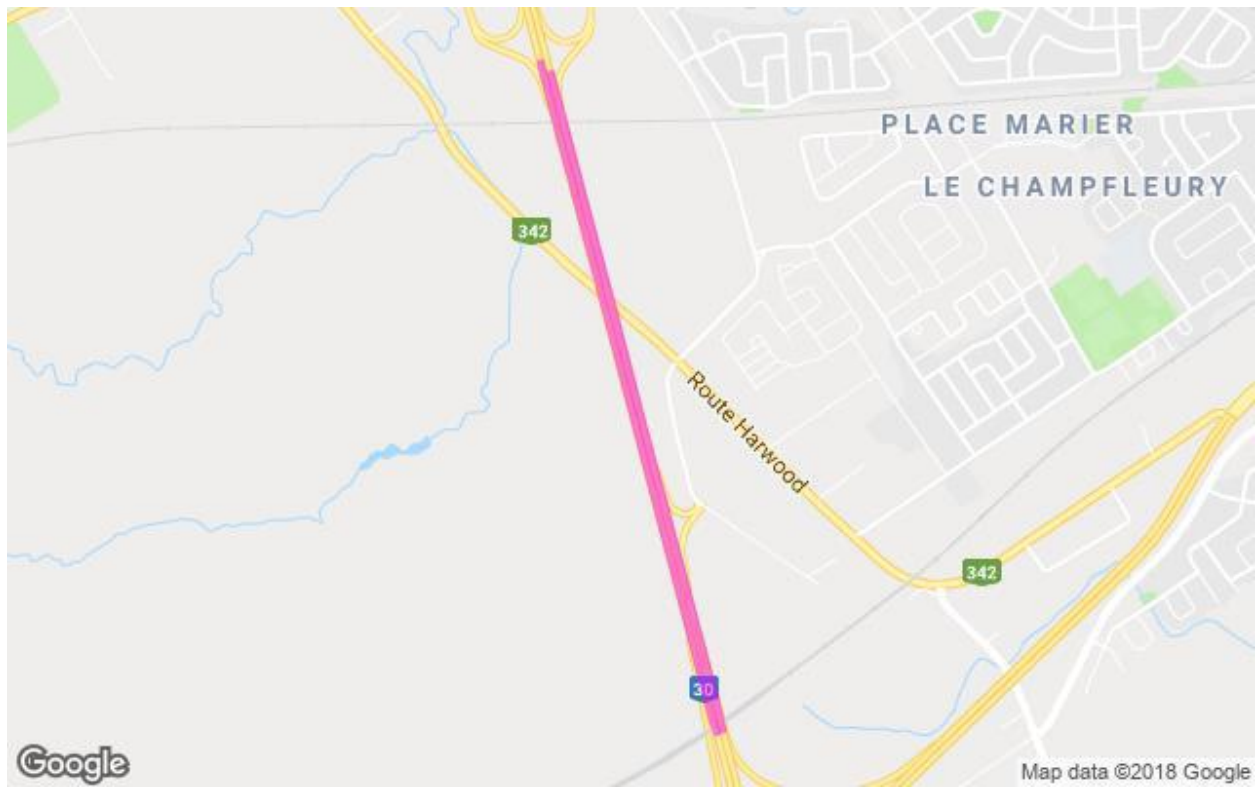 PLACE MARIER
LE CHAMPFLEURY
342
Route Harwood
342
30
Google
Map data ©2018 Google